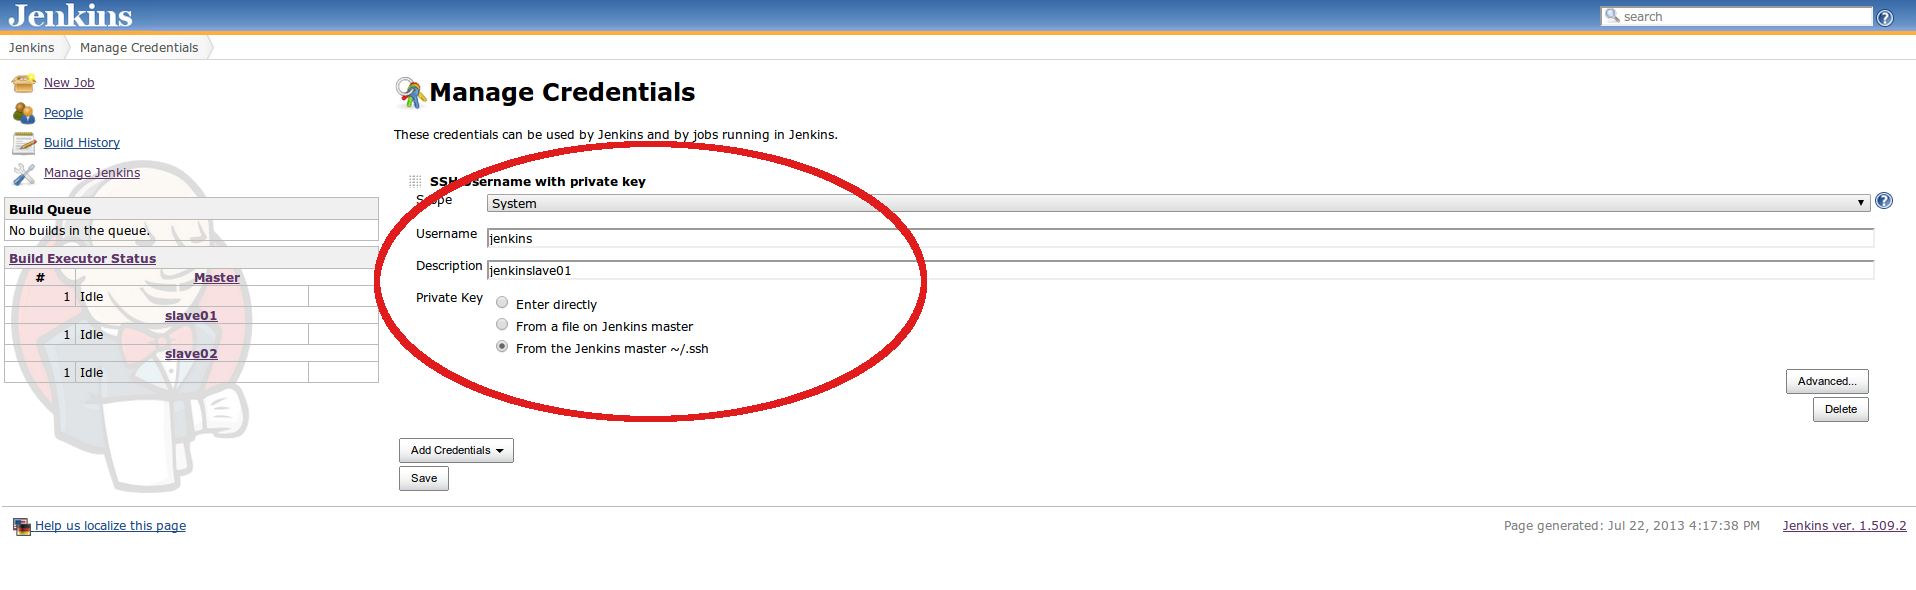 Jenkins
search
Jenkins
Manage Credentials
New Job
People
Build History
Manage Jenkins
Build Queue
No builds in the queue.
Build Executor Status
# Master
1 Idle
slave01
1 Idle
slave02
1 Idle
Manage Credentials
These credentials can be used by Jenkins and by jobs running in Jenkins.
SSH Username with private key
Scope System
Username jenkins
Description jenkinslave01
Private Key Enter directly
From a file on Jenkins master
From the Jenkins master ~/.ssh
Advanced...
Delete
Add Credentials
Save
Help us localize this page
Page generated: Jul 22, 2013 4:17:38 PM Jenkins ver. 1.509.2